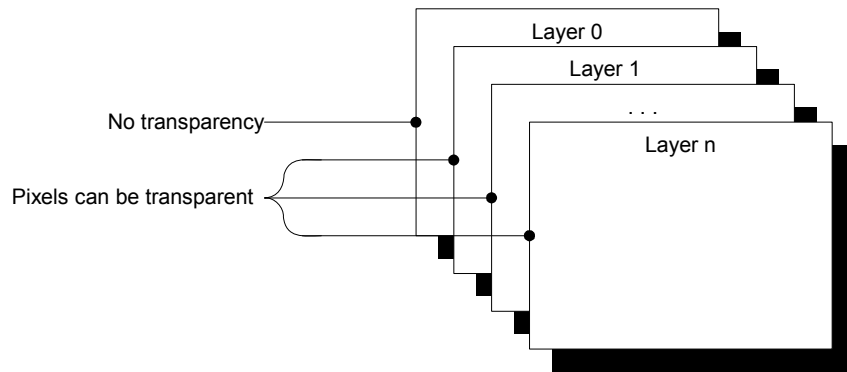 Layer 0
Layer 1
. . .
No transparency
Layer n
Pixels can be transparent